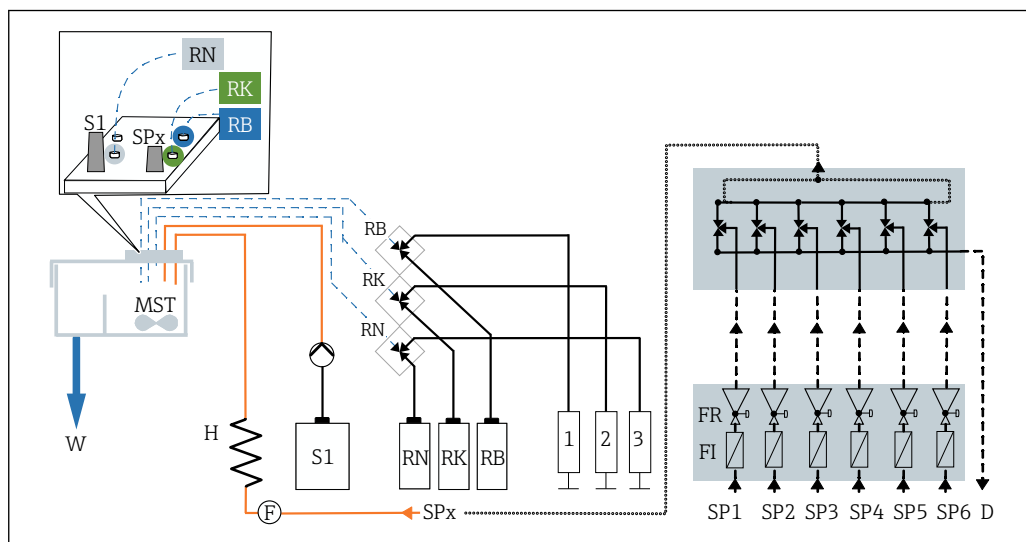 RN
RK
RB
S1
SPx
RB
RK
RN
MST
W
H
S1
RN
RK
RB
1
2
3
F
SPx
FR
FI
SP1 SP2 SP3 SP4 SP5 SP6 D